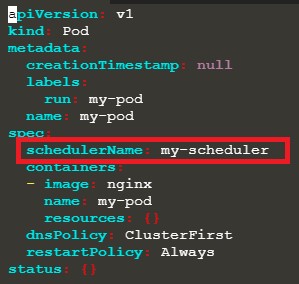 apiVersion: v1
kind: Pod
metadata:
  creationTimestamp: null
  labels:
    run: my-pod
  name: my-pod
spec:
  schedulerName: my-scheduler
  containers:
  - image: nginx
    name: my-pod
    resources: {}
  dnsPolicy: ClusterFirst
  restartPolicy: Always
status: {}